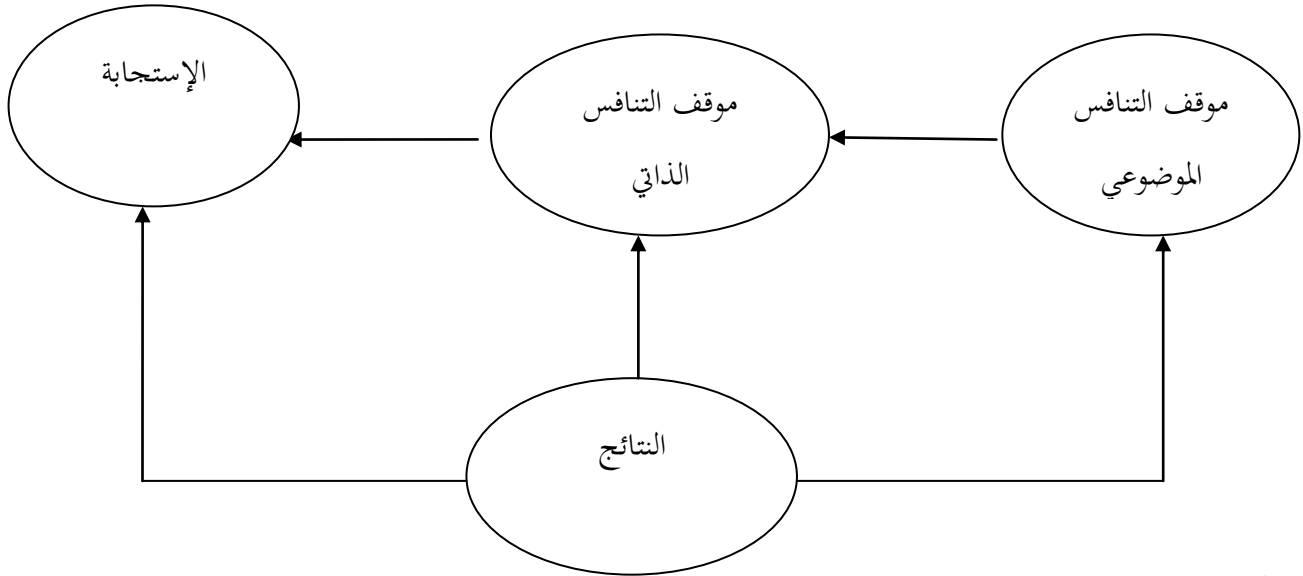 موقف التنافس
الموضوعي
موقف التنافس
الذاتي
الإستجابة
النتائج